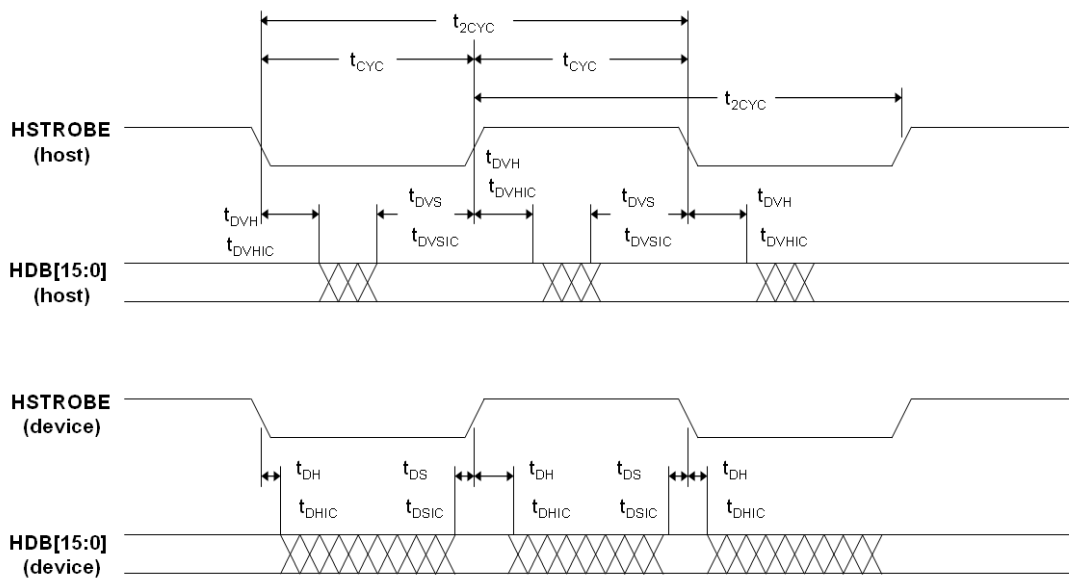 t2CYC
tCYC tCYC
t2CYC
HSTROBE
(host)
tDVH
tDVHIC
tDVS
tDVSIC
tDVH
tDVHIC
tDVS
tDVSIC
tDVH
tDVHIC
HDB[15:0]
(host)
HSTROBE
(device)
tDH tDS tDH tDS tDH
tDHIC tDSIC tDHIC tDSIC tDHIC
HDB[15:0]
(device)